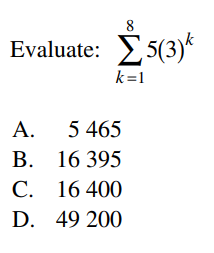 8
Evaluate: ∑ 5(3)ᵏ
k=1
A. 5 465
B. 16 395
C. 16 400
D. 49 200